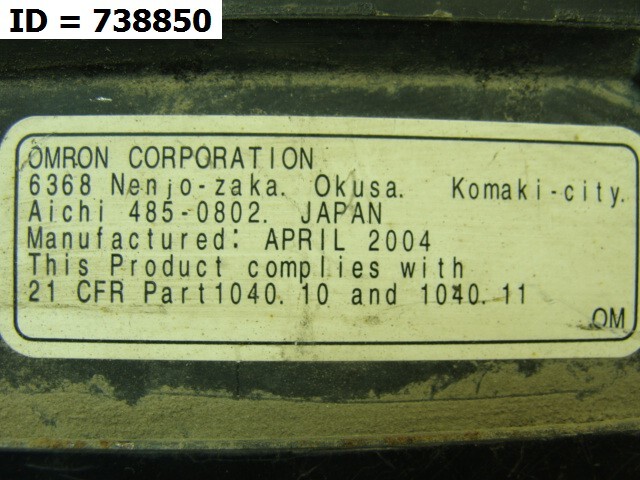 ID = 738850
OMRON CORPORATION
6368 Nenjo-zaka. Okusa. Komaki-city.
Aichi 485-0802. JAPAN
Manufactured: APRIL 2004
This Product complies with
21 CFR Part1040.10 and 1040.11
OM